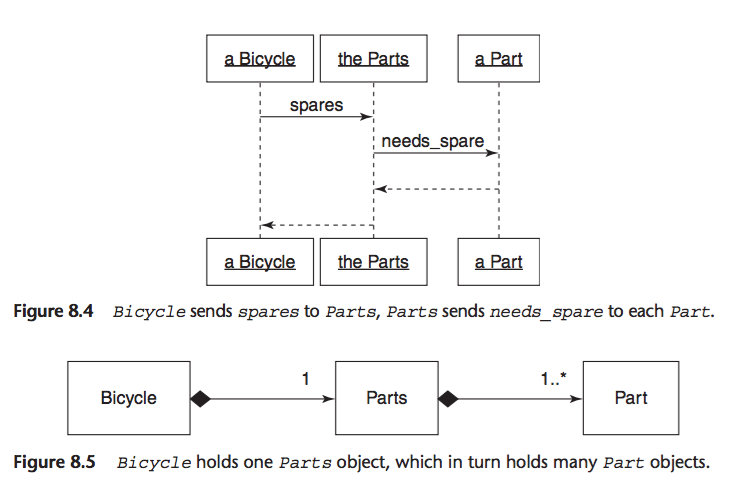 a Bicycle the Parts a Part
spares
needs_spare
a Bicycle the Parts a Part
Figure 8.4 Bicycle sends spares to Parts, Parts sends needs_spare to each Part.
1 1..*
Bicycle Parts Part
Figure 8.5 Bicycle holds one Parts object, which in turn holds many Part objects.